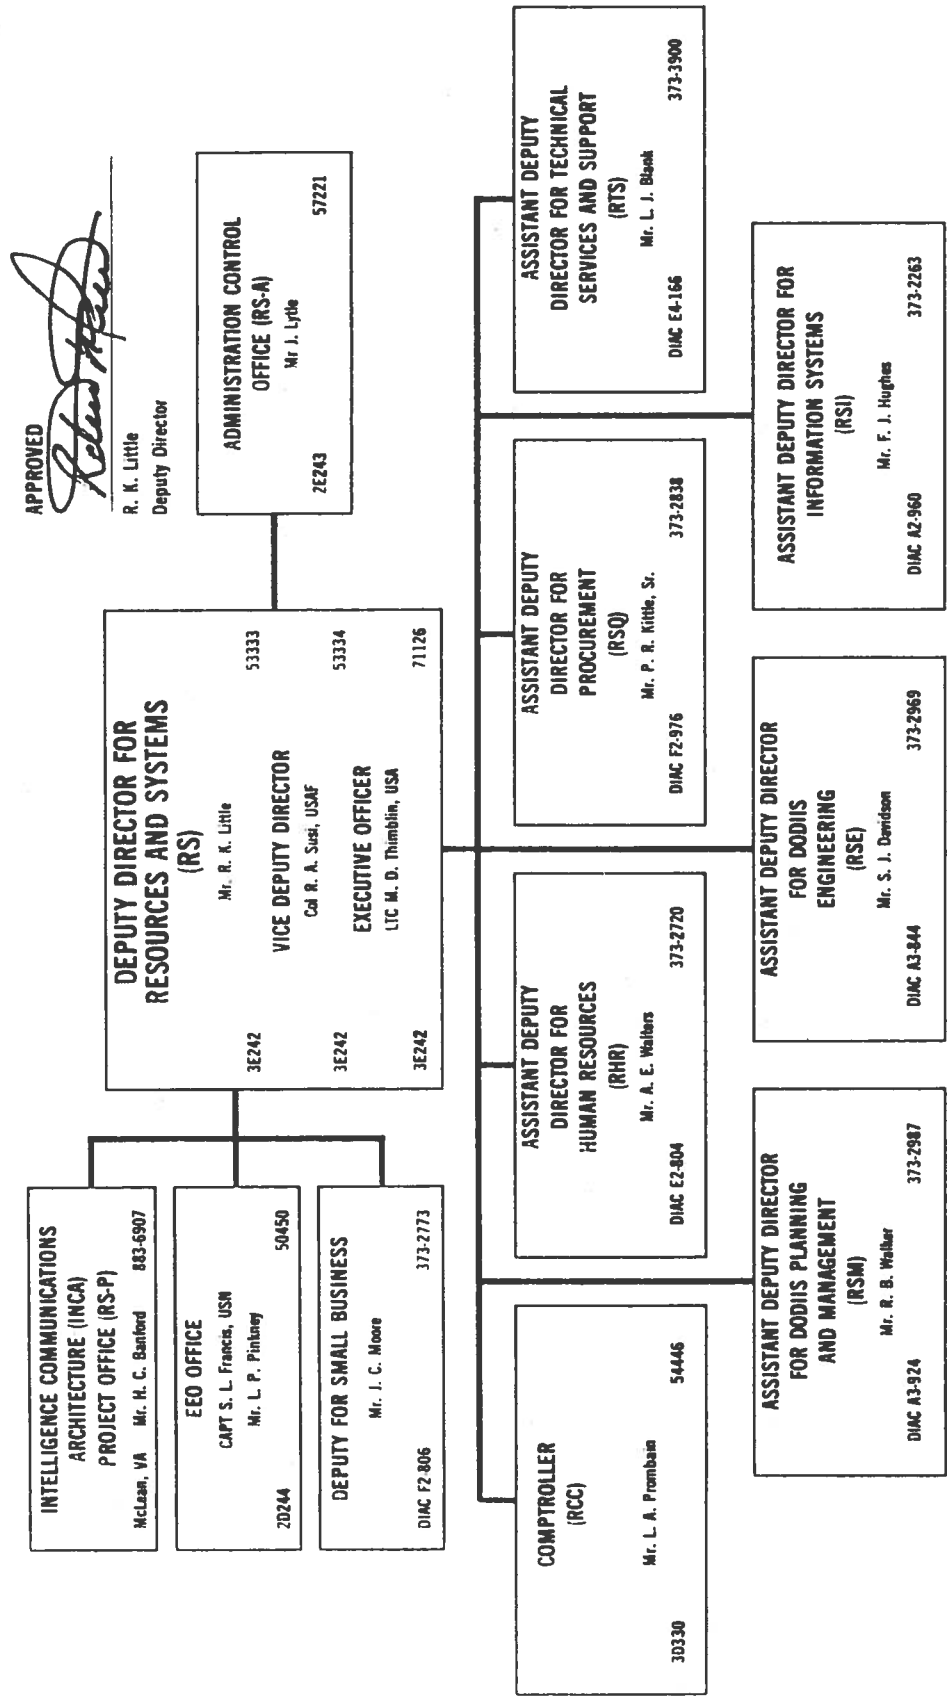 APPROVED
R. K. Little
Deputy Director
INTELLIGENCE COMMUNICATIONS
ARCHITECTURE (INCA)
PROJECT OFFICE (RS-P)
McLean, VA Mr. H. C. Banford 883-6907
EEO OFFICE
CAPT S. L. Francis, USN
Mr. L. P. Pinkney
2D244 50450
DEPUTY FOR SMALL BUSINESS
Mr. J. C. Moore
DIAC F2-806 373-2773
DEPUTY DIRECTOR FOR
RESOURCES AND SYSTEMS
(RS)
Mr. R. K. Little
3E242 53333
VICE DEPUTY DIRECTOR
Col R. A. Susi, USAF
3E242 53334
EXECUTIVE OFFICER
LTC M. D. Thimblin, USA
3E242 71126
ADMINISTRATION CONTROL
OFFICE (RS-A)
Mr J. Lytle
2E243 57221
COMPTROLLER
(RCC)
Mr. L. A. Prombain
3D330 54446
ASSISTANT DEPUTY
DIRECTOR FOR
HUMAN RESOURCES
(RHR)
Mr. A. E. Walters
DIAC E2-804 373-2720
ASSISTANT DEPUTY
DIRECTOR FOR
PROCUREMENT
(RSQ)
Mr. P. R. Kittle, Sr.
DIAC F2-976 373-2838
ASSISTANT DEPUTY
DIRECTOR FOR TECHNICAL
SERVICES AND SUPPORT
(RTS)
Mr. L. J. Blank
DIAC E4-166 373-3900
ASSISTANT DEPUTY DIRECTOR
FOR DODIIS PLANNING
AND MANAGEMENT
(RSM)
Mr. R. B. Walker
DIAC A3-924 373-2987
ASSISTANT DEPUTY DIRECTOR
FOR DODIIS
ENGINEERING
(RSE)
Mr. S. J. Davidson
DIAC A3-844 373-2969
ASSISTANT DEPUTY DIRECTOR FOR
INFORMATION SYSTEMS
(RSI)
Mr. F. J. Hughes
DIAC A2-960 373-2263